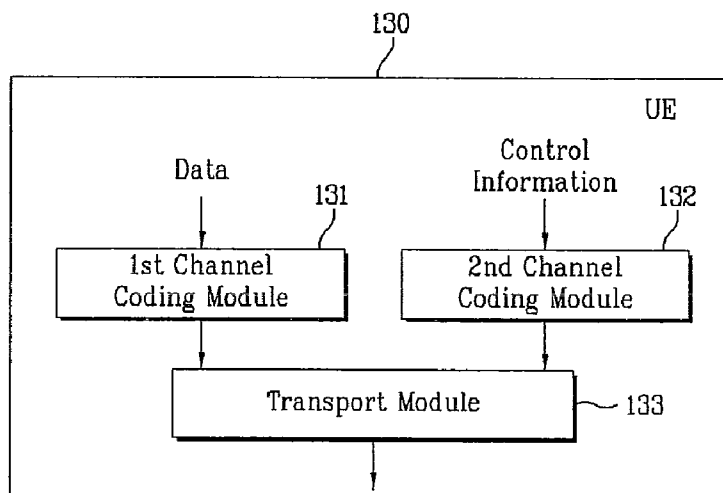 130
UE
Data
Control
Information
131
132
1st Channel
Coding Module
2nd Channel
Coding Module
Transport Module
133